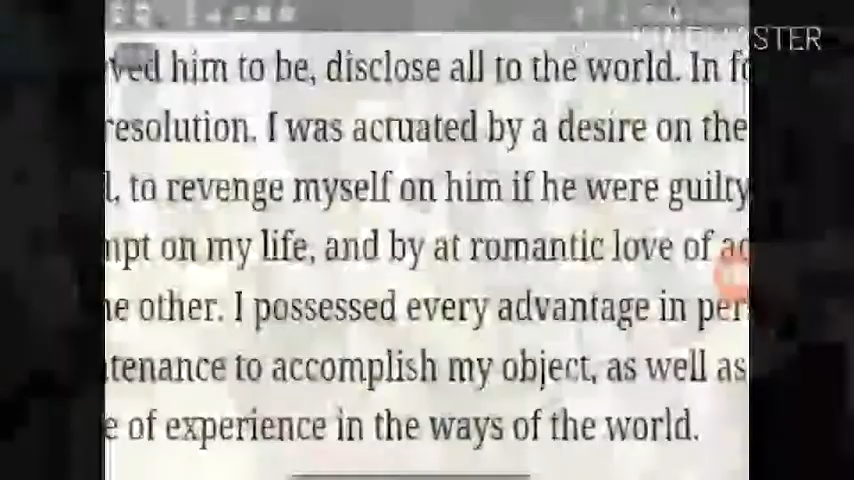 ved him to be, disclose all to the world. In fo
resolution. I was actuated by a desire on the
l, to revenge myself on him if he were guilty
mpt on my life, and by at romantic love of ad
he other. I possessed every advantage in per
tenance to accomplish my object, as well as
e of experience in the ways of the world.
KINEMASTER